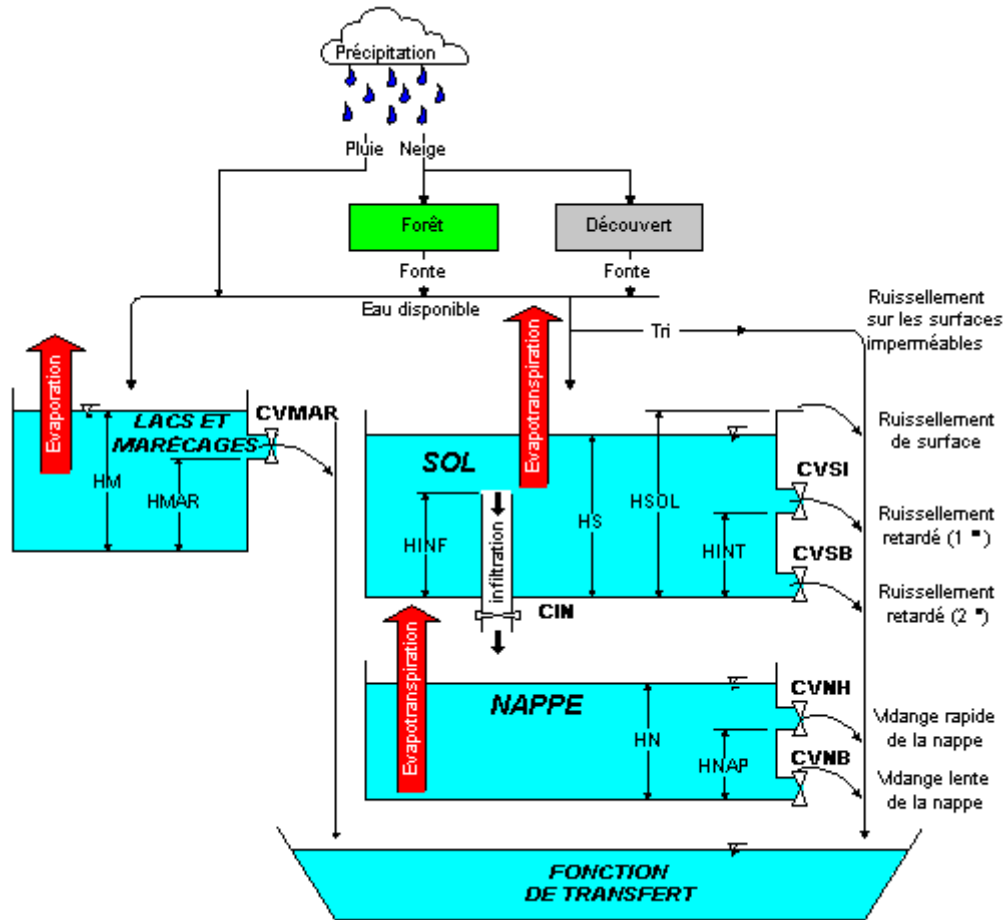 Précipitation
Pluie
Neige
Forêt
Découvert
Fonte
Fonte
Eau disponible
Tri
Ruissellement
sur les surfaces
imperméables
Evaporation
Evapotranspiration
LACS ET
MARÉCAGES
CVMAR
HM
HMAR
SOL
HINF
infiltration
HS
HSOL
HINT
CVSI
CVSB
CIN
Ruissellement
de surface
Ruissellement
retardé (1 ")
Ruissellement
retardé (2 ")
Evapotranspiration
NAPPE
HN
HNAP
CVNH
CVNB
Vidange rapide
de la nappe
Vidange lente
de la nappe
FONCTION
DE TRANSFERT